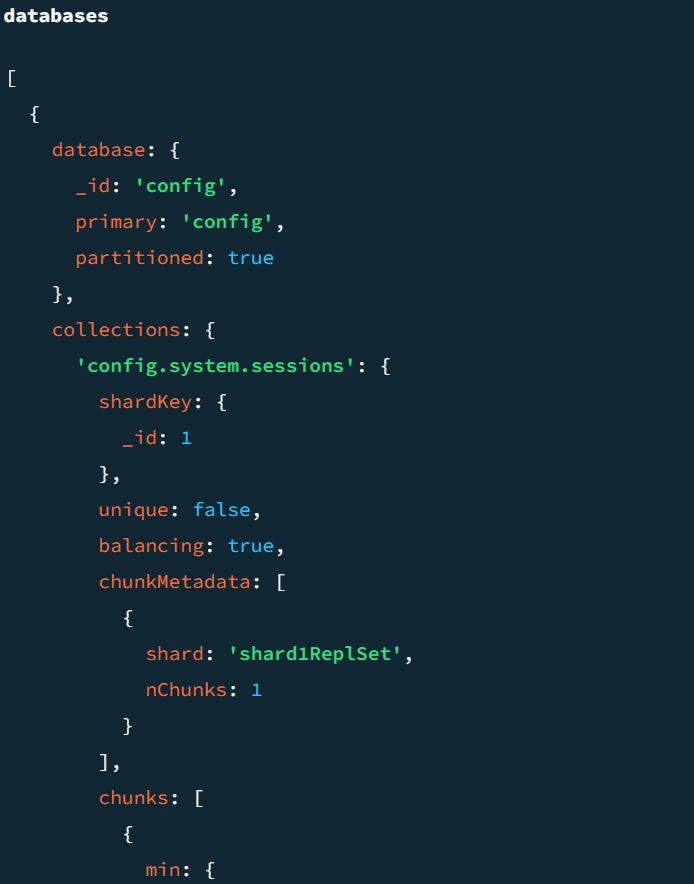 databases
[
{
database: {
_id: 'config',
primary: 'config',
partitioned: true
},
collections: {
'config.system.sessions': {
shardKey: {
_id: 1
},
unique: false,
balancing: true,
chunkMetadata: [
{
shard: 'shard1ReplSet',
nChunks: 1
}
],
chunks: [
{
min: {